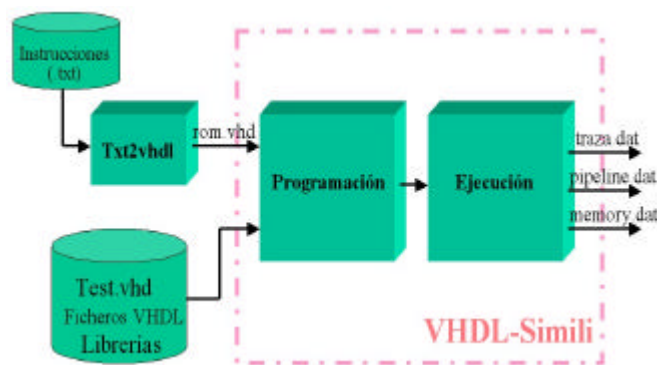 Instrucciones
(.txt)
Txt2vhdl
rom.vhd
Programación
Ejecución
traza.dat
pipeline.dat
memory.dat
Test.vhd
Ficheros VHDL
Librerias
VHDL-Simili